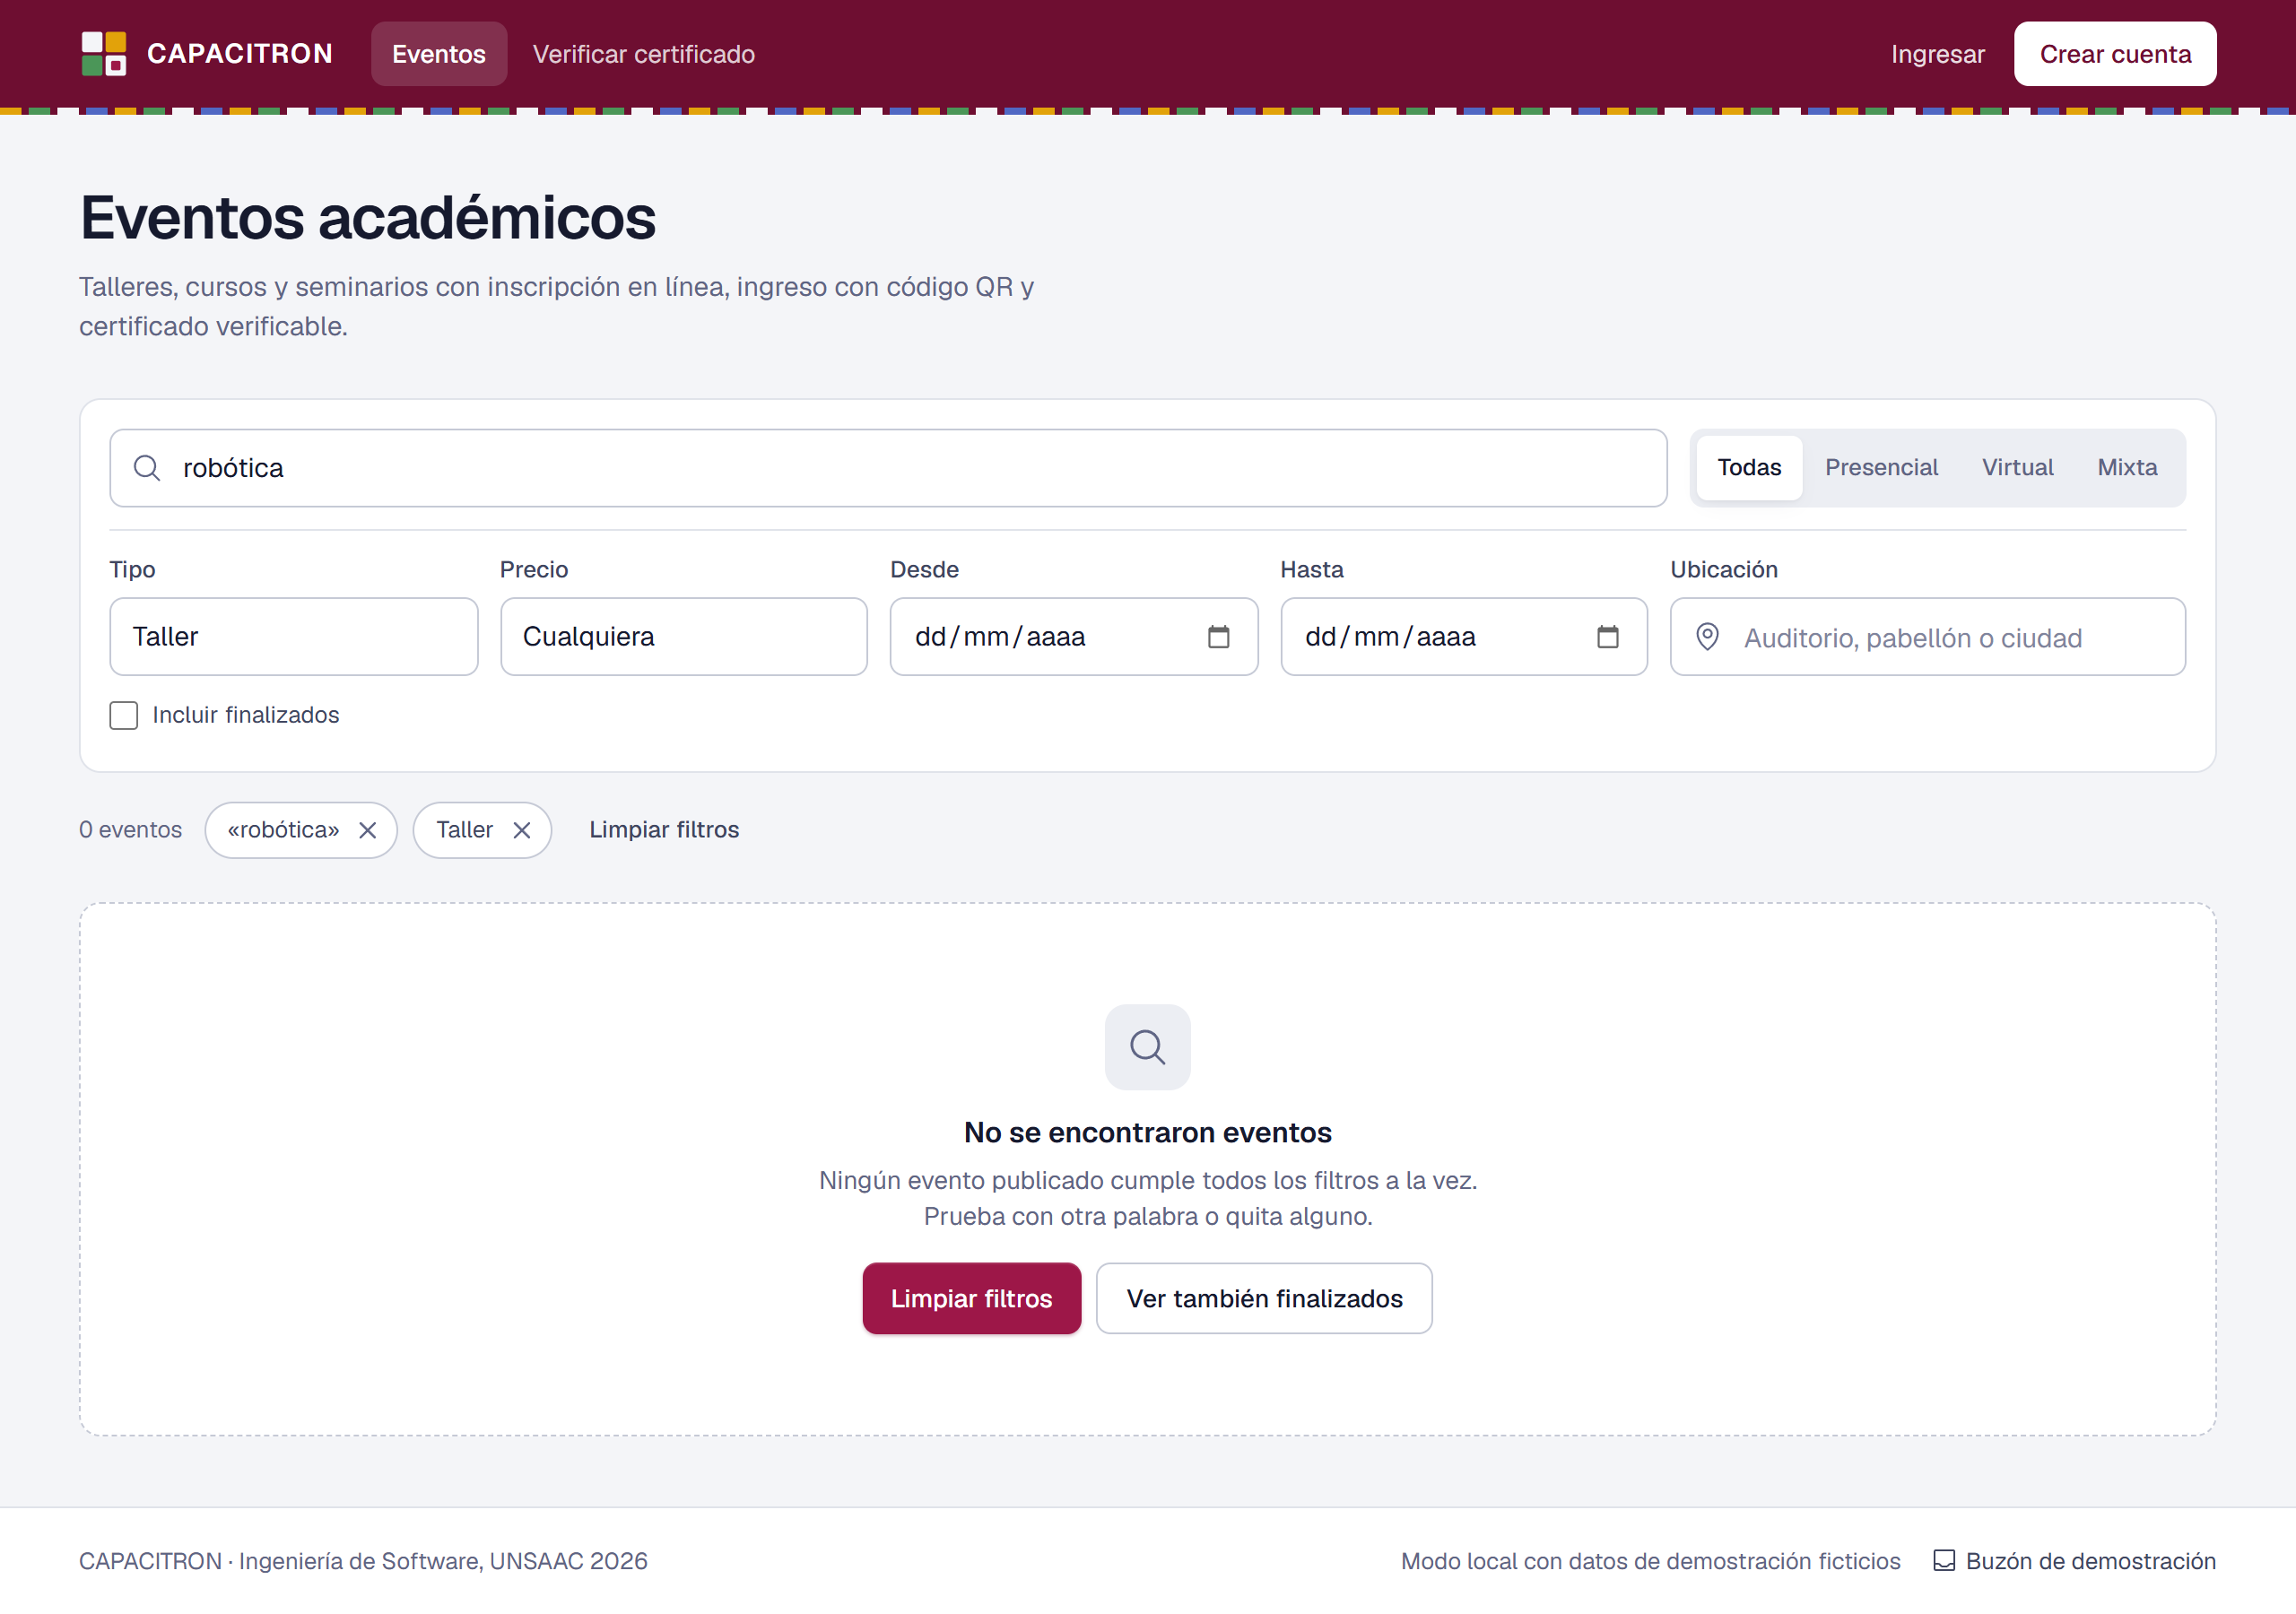 CAPACITRON
Eventos
Verificar certificado
Ingresar
Crear cuenta
Eventos académicos
Talleres, cursos y seminarios con inscripción en línea, ingreso con código QR y
certificado verificable.
robótica
Todas
Presencial
Virtual
Mixta
Tipo
Precio
Desde
Hasta
Ubicación
Taller
Cualquiera
dd/mm/aaaa
dd/mm/aaaa
Auditorio, pabellón o ciudad
Incluir finalizados
0 eventos
«robótica»
Taller
Limpiar filtros
No se encontraron eventos
Ningún evento publicado cumple todos los filtros a la vez.
Prueba con otra palabra o quita alguno.
Limpiar filtros
Ver también finalizados
CAPACITRON · Ingeniería de Software, UNSAAC 2026
Modo local con datos de demostración ficticios
Buzón de demostración